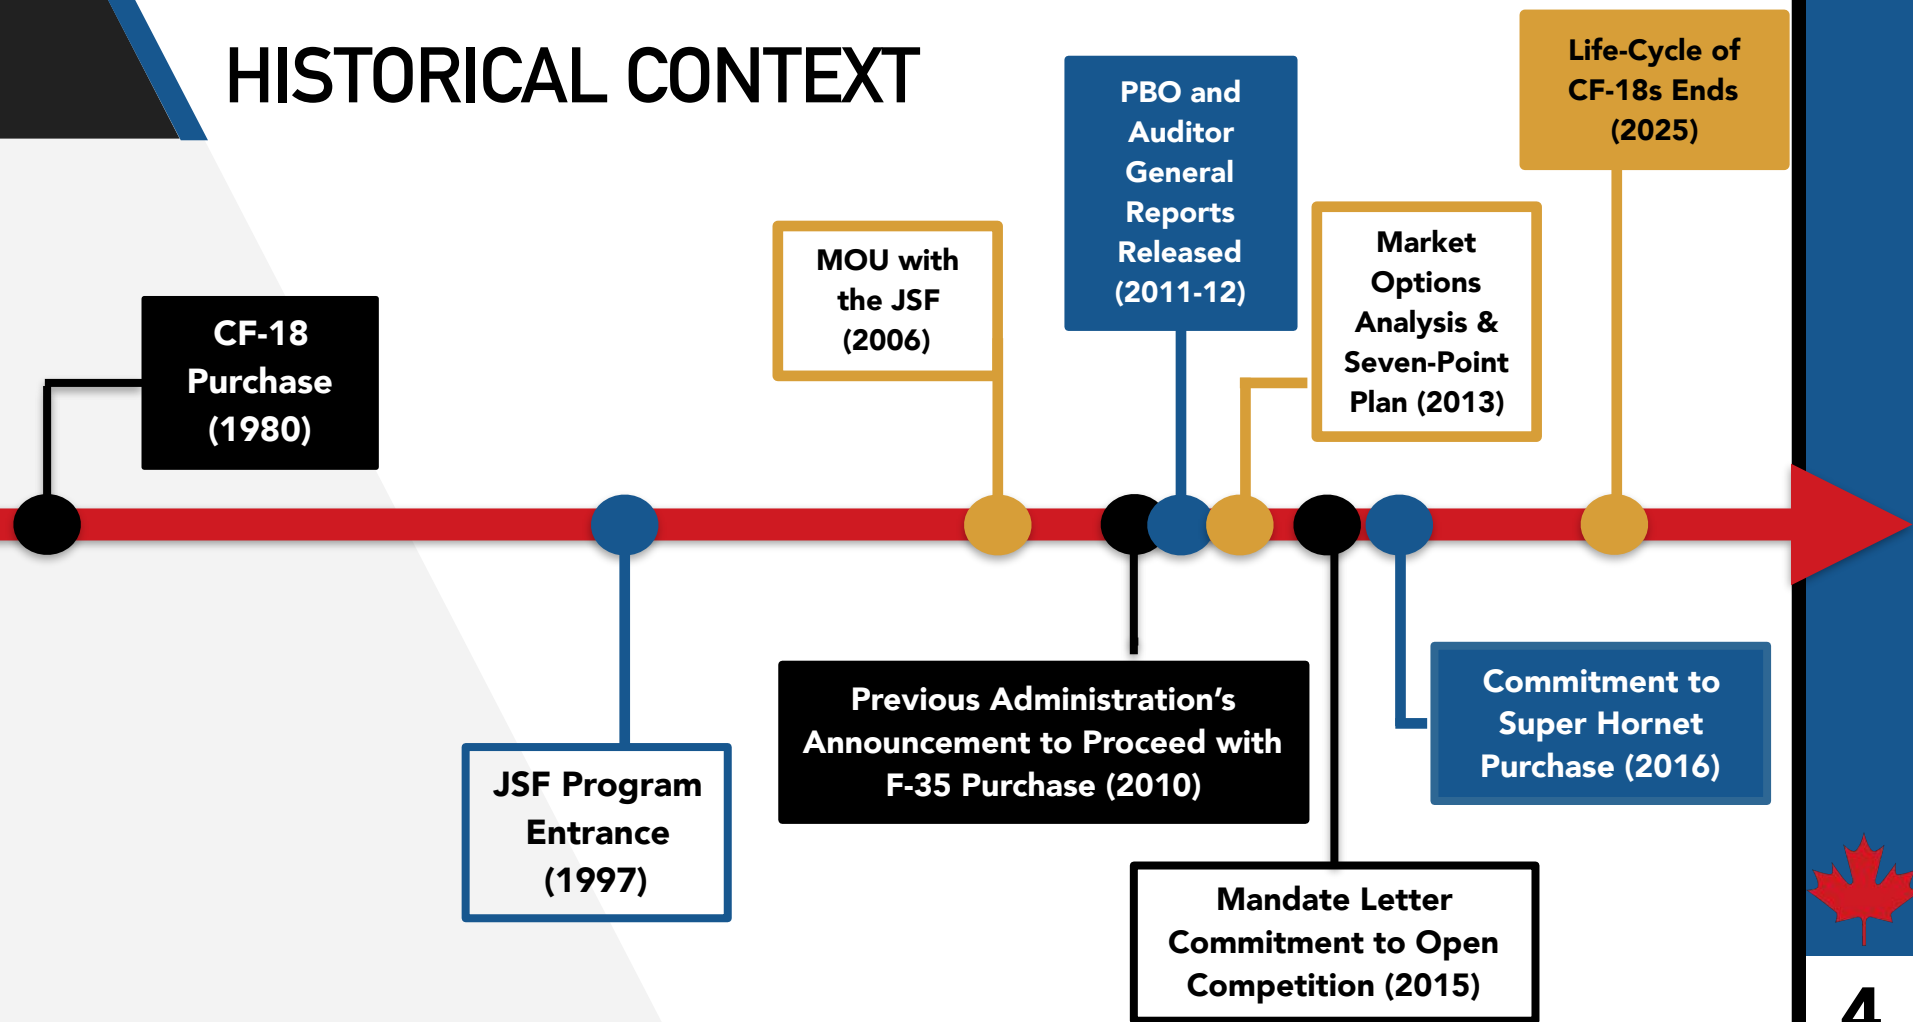 HISTORICAL CONTEXT
CF-18
Purchase
(1980)
JSF Program
Entrance
(1997)
MOU with
the JSF
(2006)
Previous Administration’s
Announcement to Proceed with
F-35 Purchase (2010)
PBO and
Auditor
General
Reports
Released
(2011-12)
Market
Options
Analysis &
Seven-Point
Plan (2013)
Mandate Letter
Commitment to Open
Competition (2015)
Commitment to
Super Hornet
Purchase (2016)
Life-Cycle of
CF-18s Ends
(2025)
4